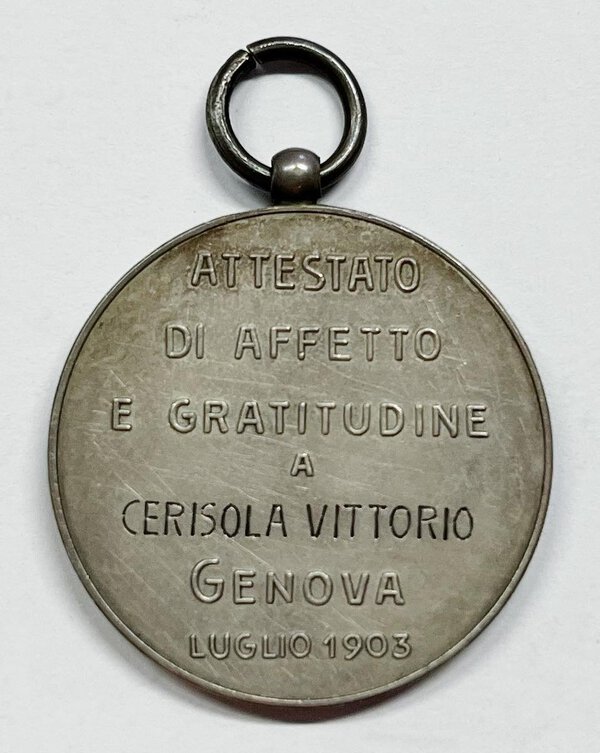 ATTESTATO
DI AFFETTO
E GRATITUDINE
A
CERISOLA VITTORIO
GENOVA
LUGLIO 1903